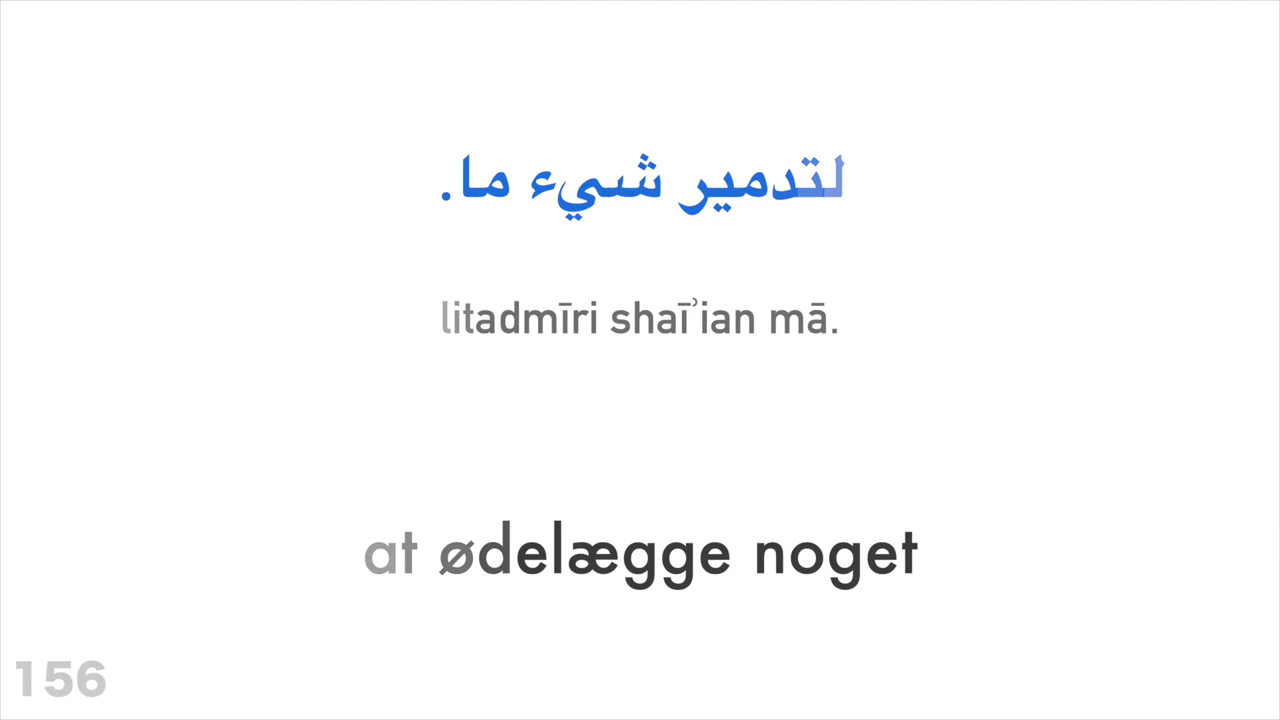 لتدمير شيء ما.
litadmīri shaīʾian mā.
at ødelægge noget
156